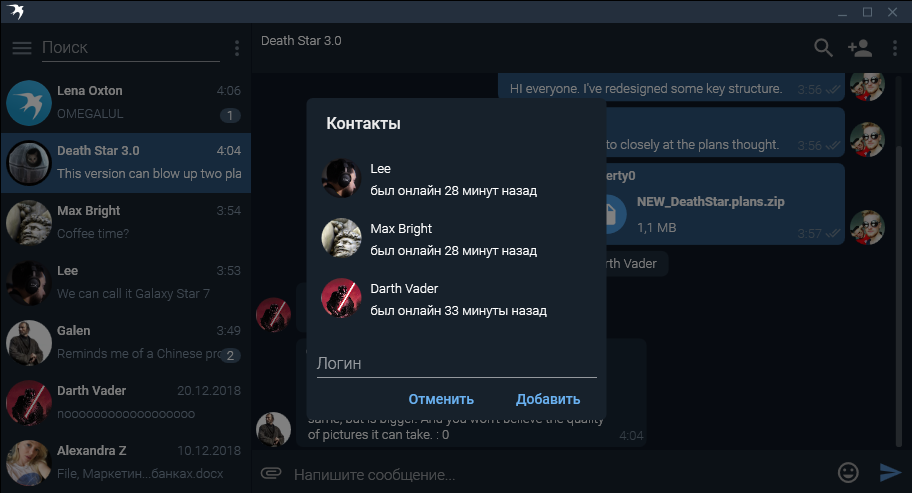 Поиск
Lena Oxton
4:06
OMEGALUL
1
Death Star 3.0
4:04
This version can blow up two pla
Max Bright
3:54
Coffee time?
Lee
3:53
We can call it Galaxy Star 7
Galen
3:49
Reminds me of a Chinese pro
2
Darth Vader
20.12.2018
noooooooooooooooooo
Alexandra Z
10.12.2018
File, Маркетин...банках.docx
Death Star 3.0
HI everyone. I've redesigned some key structure.
3:56
to closely at the plans thought.
3:56
erty0
NEW_DeathStar.plans.zip
1,1 MB
3:57
rth Vader
Контакты
Lee
был онлайн 28 минут назад
Max Bright
был онлайн 28 минут назад
Darth Vader
был онлайн 33 минуты назад
Логин
Отменить
Добавить
same, but is bigger. And you won't believe the quality
of pictures it can take. : 0
4:04
Напишите сообщение...